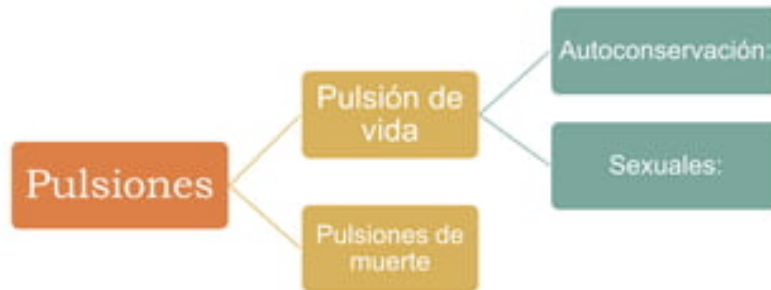 Pulsiones
Pulsión de
vida
Autoconservación:
Sexuales:
Pulsiones de
muerte